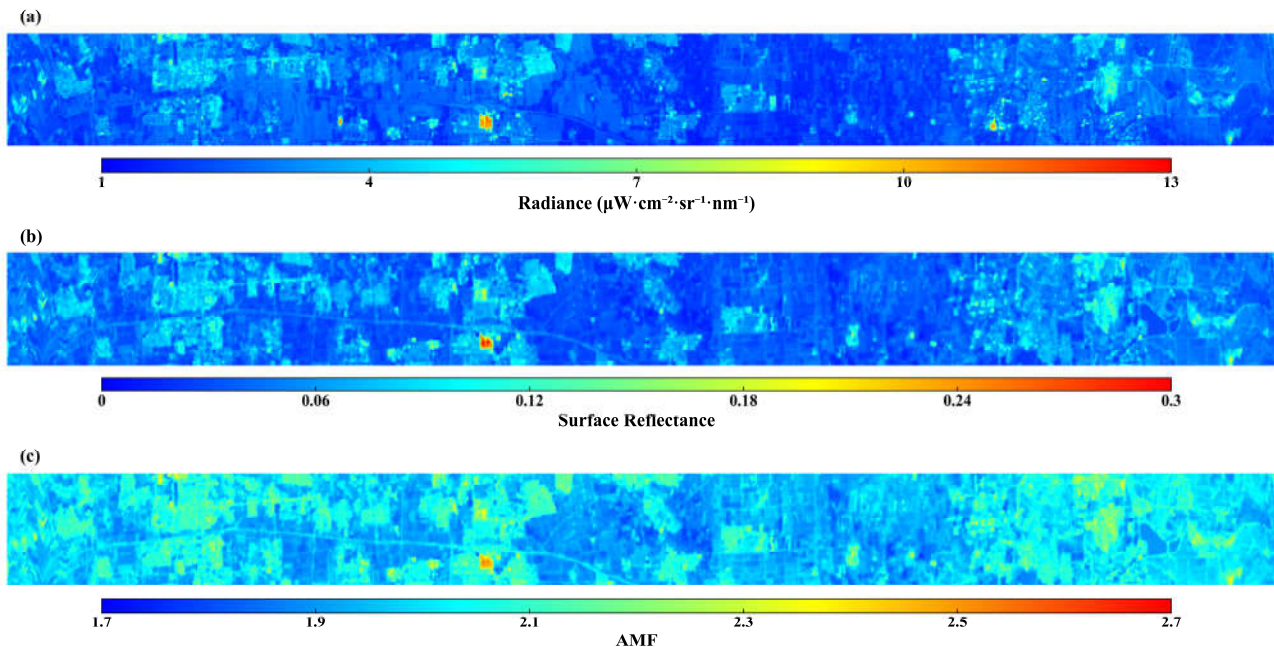 (a)
1 4 7 10 13
Radiance (μW·cm⁻²·sr⁻¹·nm⁻¹)
(b)
0 0.06 0.12 0.18 0.24 0.3
Surface Reflectance
(c)
1.7 1.9 2.1 2.3 2.5 2.7
AMF